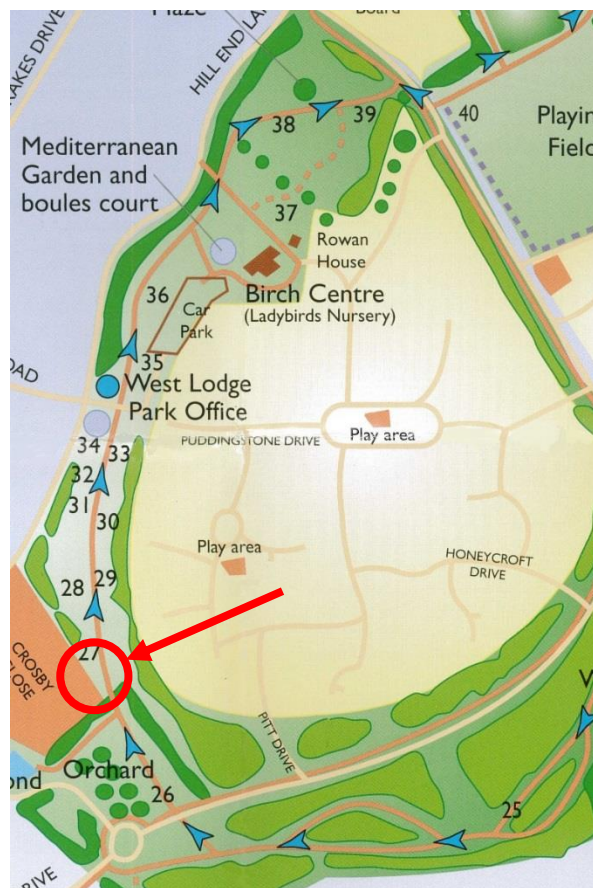 Maze
Board
HILL END LA
AKES DRIVE
38
39
40
Playin
Field
Mediterranean
Garden and
boules court
37
Rowan
House
36
Birch Centre
(Ladybirds Nursery)
Car
Park
35
OAD
West Lodge
Park Office
34
33
PUDDINGSTONE DRIVE
Play area
32
31
30
Play area
HONEYCROFT
DRIVE
28
29
27
CROSBY
CLOSE
PITT DRIVE
ond
Orchard
26
25
RIVE